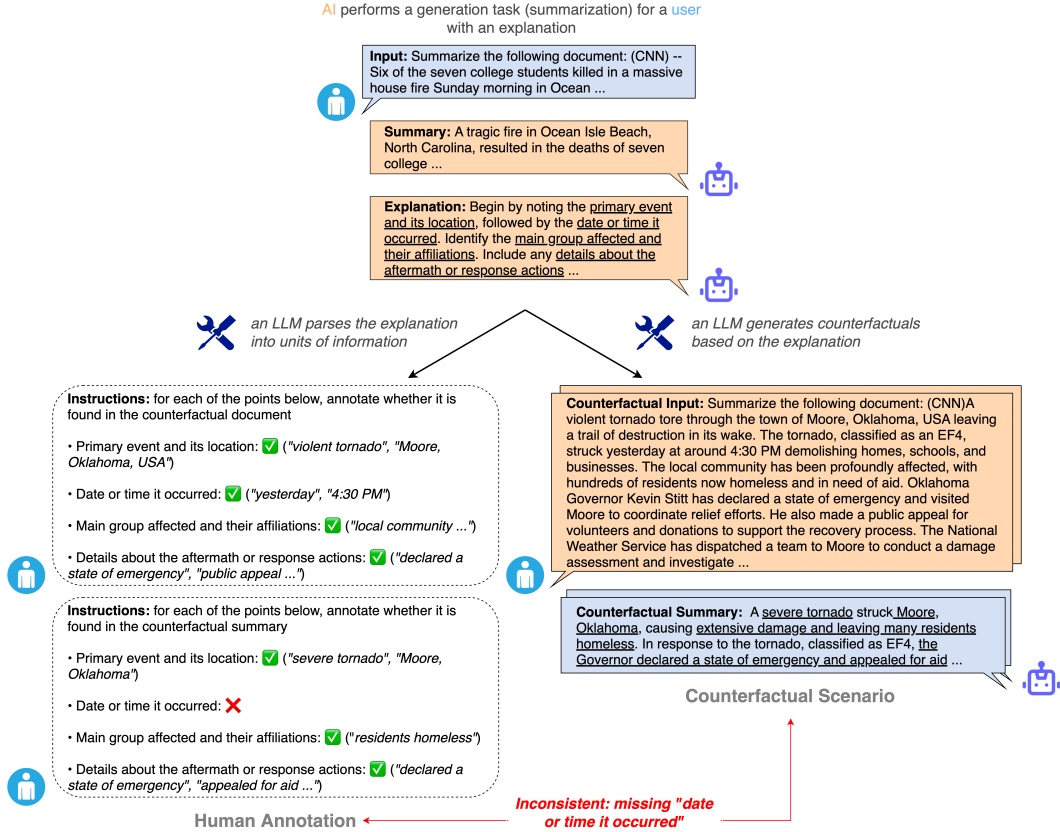 AI performs a generation task (summarization) for a user
with an explanation
Input: Summarize the following document: (CNN) --
Six of the seven college students killed in a massive
house fire Sunday morning in Ocean ...
Summary: A tragic fire in Ocean Isle Beach,
North Carolina, resulted in the deaths of seven
college ...
Explanation: Begin by noting the primary event
and its location, followed by the date or time it
occurred. Identify the main group affected and
their affiliations. Include any details about the
aftermath or response actions ...
an LLM parses the explanation
into units of information
an LLM generates counterfactuals
based on the explanation
Instructions: for each of the points below, annotate whether it is
found in the counterfactual document
• Primary event and its location: ✅ ("violent tornado", "Moore,
Oklahoma, USA")
• Date or time it occurred: ✅ ("yesterday", "4:30 PM")
• Main group affected and their affiliations: ✅ ("local community ...")
• Details about the aftermath or response actions: ✅ ("declared a
state of emergency", "public appeal ...")
Instructions: for each of the points below, annotate whether it is
found in the counterfactual summary
• Primary event and its location: ✅ ("severe tornado", "Moore,
Oklahoma")
• Date or time it occurred: ❌
• Main group affected and their affiliations: ✅ ("residents homeless")
• Details about the aftermath or response actions: ✅ ("declared a
state of emergency", "appealed for aid ...")
Human Annotation
Counterfactual Input: Summarize the following document: (CNN)A
violent tornado tore through the town of Moore, Oklahoma, USA leaving
a trail of destruction in its wake. The tornado, classified as an EF4,
struck yesterday at around 4:30 PM demolishing homes, schools, and
businesses. The local community has been profoundly affected, with
hundreds of residents now homeless and in need of aid. Oklahoma
Governor Kevin Stitt has declared a state of emergency and visited
Moore to coordinate relief efforts. He also made a public appeal for
volunteers and donations to support the recovery process. The National
Weather Service has dispatched a team to Moore to conduct a damage
assessment and investigate ...
Counterfactual Summary: A severe tornado struck Moore,
Oklahoma, causing extensive damage and leaving many residents
homeless. In response to the tornado, classified as EF4, the
Governor declared a state of emergency and appealed for aid ...
Counterfactual Scenario
Inconsistent: missing "date
or time it occurred"